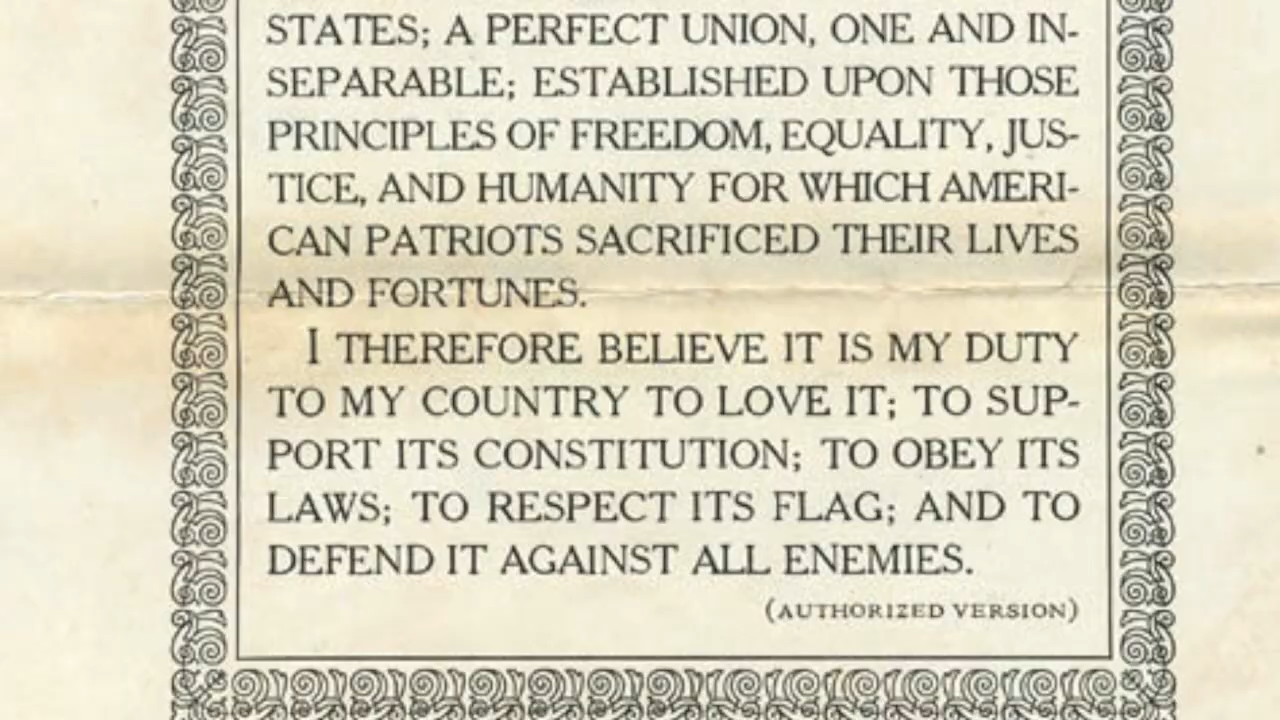 STATES; A PERFECT UNION, ONE AND IN-
SEPARABLE; ESTABLISHED UPON THOSE
PRINCIPLES OF FREEDOM, EQUALITY, JUS-
TICE, AND HUMANITY FOR WHICH AMERI-
CAN PATRIOTS SACRIFICED THEIR LIVES
AND FORTUNES.
I THEREFORE BELIEVE IT IS MY DUTY
TO MY COUNTRY TO LOVE IT; TO SUP-
PORT ITS CONSTITUTION; TO OBEY ITS
LAWS; TO RESPECT ITS FLAG; AND TO
DEFEND IT AGAINST ALL ENEMIES.
(AUTHORIZED VERSION)